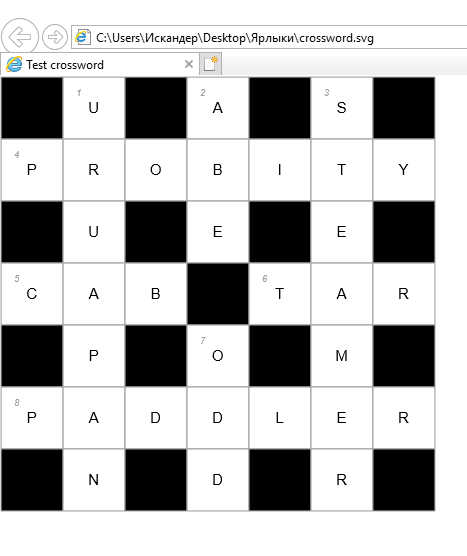 C:\Users\Искандер\Desktop\Ярлыки\crossword.svg
Test crossword
1 U 2 A 3 S
4 P R O B I T Y
U E E
5 C A B 6 T A R
P 7 O M
8 P A D D L E R
N D R